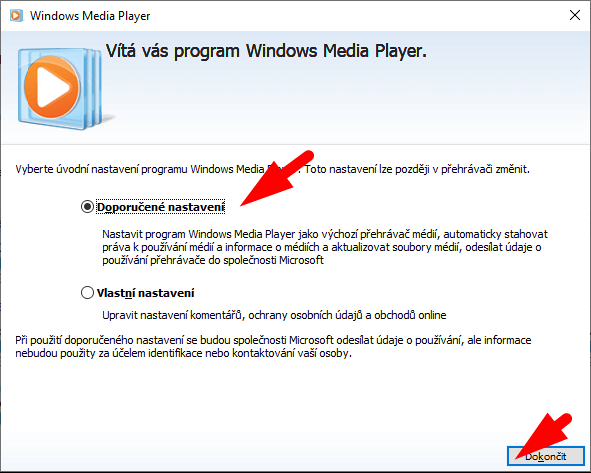 Windows Media Player
Vítá vás program Windows Media Player.
Vyberte úvodní nastavení programu Windows Media. Toto nastavení lze později v přehrávači změnit.
Doporučené nastavení
Nastavit program Windows Media Player jako výchozí přehrávač médií, automaticky stahovat
práva k používání médií a informace o médiích a aktualizovat soubory médií, odesílat údaje o
používání přehrávače do společnosti Microsoft
Vlastní nastavení
Upravit nastavení komentářů, ochrany osobních údajů a obchodů online
Při použití doporučeného nastavení se budou společnosti Microsoft odesílat údaje o používání, ale informace
nebudou použity za účelem identifikace nebo kontaktování vaší osoby.
Dokončit